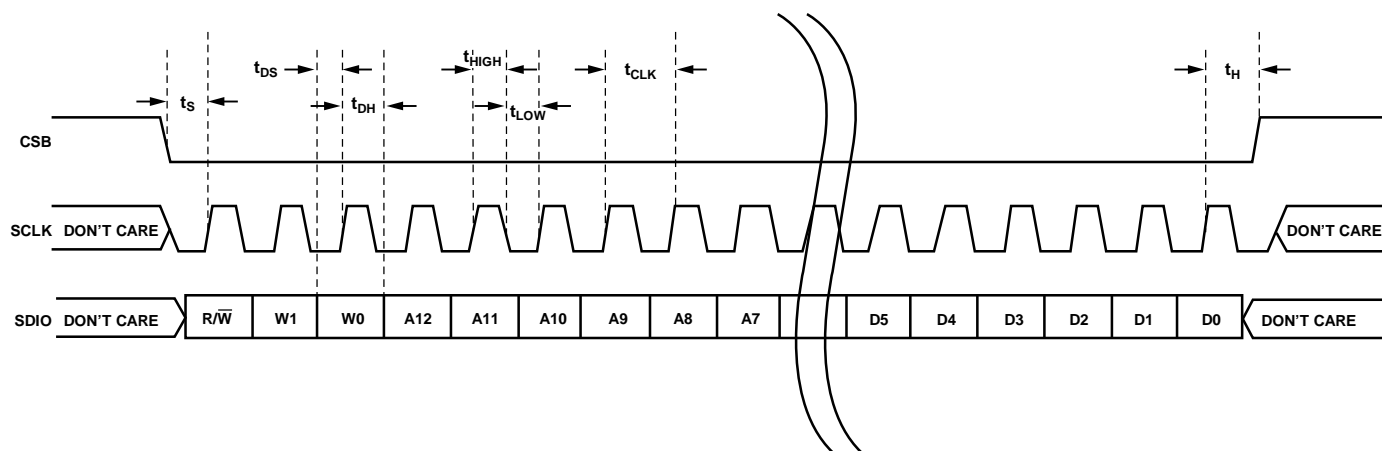 tDS
tHIGH
tCLK
tH
tS
tDH
tLOW
CSB
SCLK DON'T CARE DON'T CARE
SDIO DON'T CARE R/W̅ W1 W0 A12 A11 A10 A9 A8 A7 D5 D4 D3 D2 D1 D0 DON'T CARE